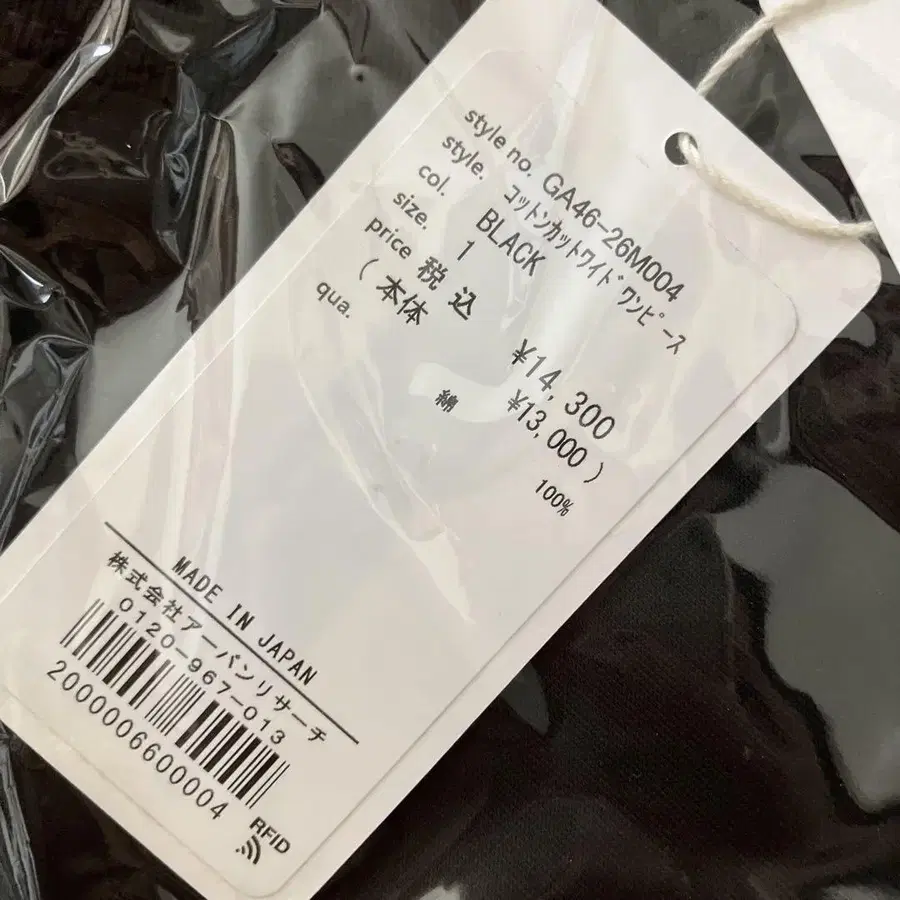 style no. GA46-26M004
style. コットンカットワイドワンピース
col. BLACK
size. 1
price 税込 ¥14,300
(本体 ¥13,000)
qua. 綿 100%
MADE IN JAPAN
株式会社アーバンリサーチ
0120-967-013
2000006600004
RFID